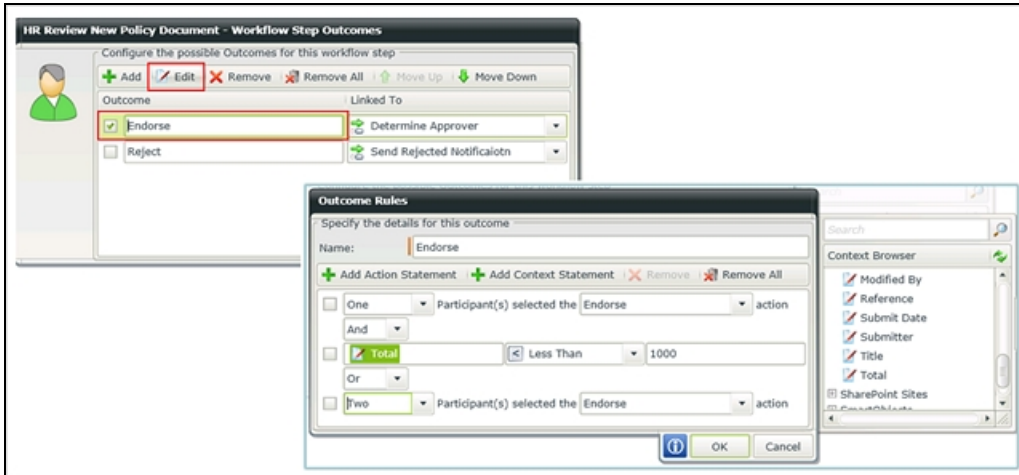 HR Review New Policy Document - Workflow Step Outcomes
Configure the possible Outcomes for this workflow step
Add Edit Remove Remove All Move Up Move Down
Outcome Linked To
Endorse Determine Approver
Reject Send Rejected Notificaiotn
Outcome Rules
Specify the details for this outcome
Name: Endorse
Add Action Statement Add Context Statement Remove Remove All
One Participant(s) selected the Endorse action
And
Total < Less Than 1000
Or
Two Participant(s) selected the Endorse action
OK Cancel
Search
Context Browser
Modified By
Reference
Submit Date
Submitter
Title
Total
SharePoint Sites